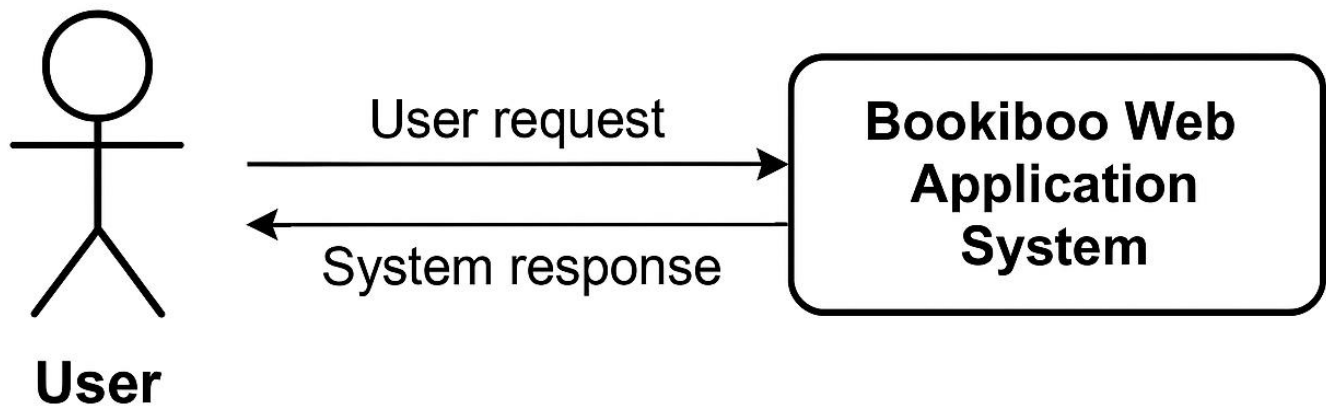 User request
Bookiboo Web
Application
System
System response
User